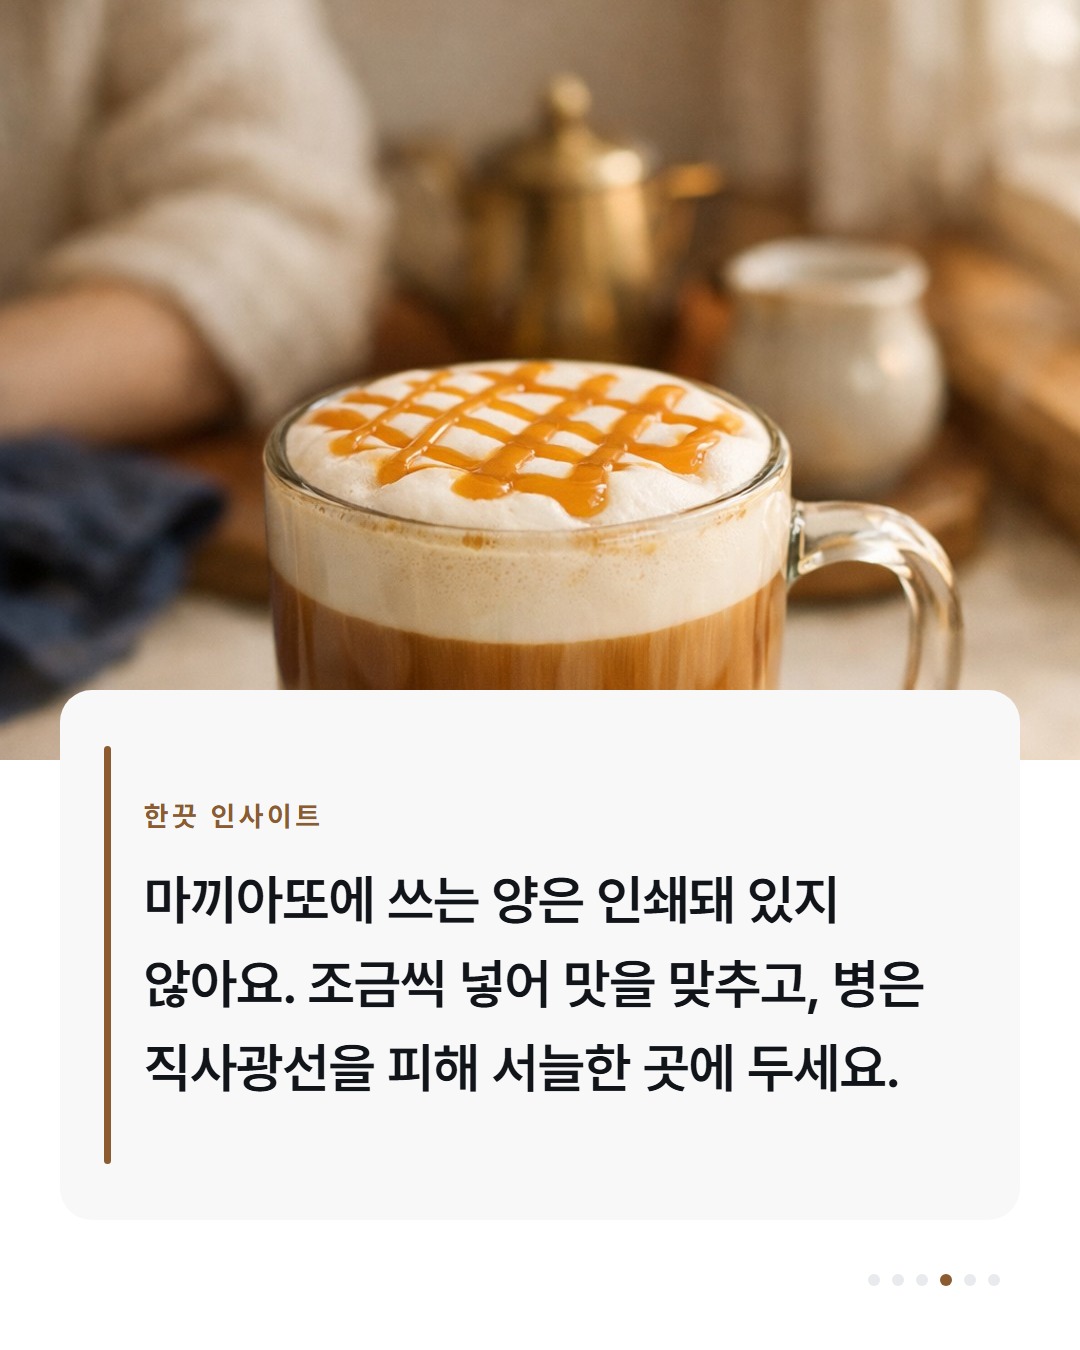 한끗 인사이트
마끼아또에 쓰는 양은 인쇄돼 있지
않아요. 조금씩 넣어 맛을 맞추고, 병은
직사광선을 피해 서늘한 곳에 두세요.